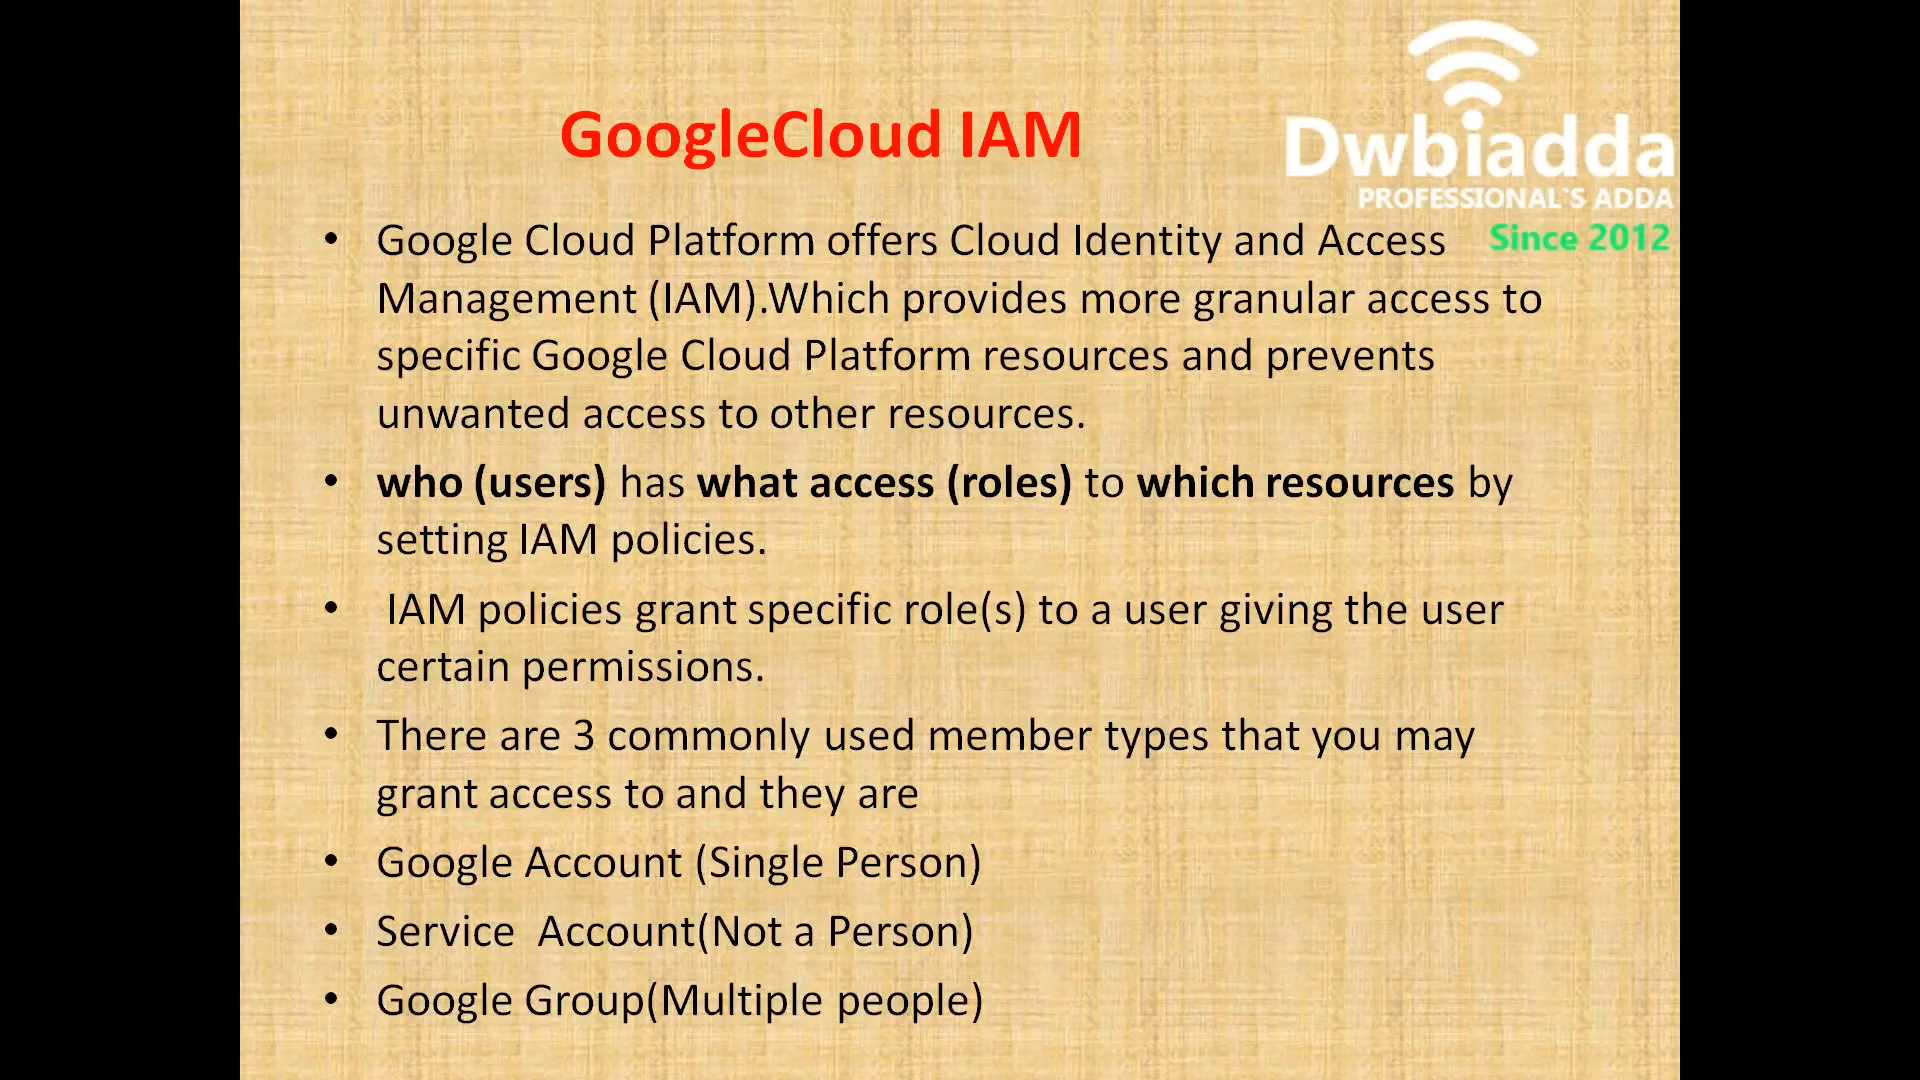 GoogleCloud IAM
Dwbiadda
PROFESSIONAL`S ADDA
Since 2012
• Google Cloud Platform offers Cloud Identity and Access
Management (IAM).Which provides more granular access to
specific Google Cloud Platform resources and prevents
unwanted access to other resources.
• who (users) has what access (roles) to which resources by
setting IAM policies.
• IAM policies grant specific role(s) to a user giving the user
certain permissions.
• There are 3 commonly used member types that you may
grant access to and they are
• Google Account (Single Person)
• Service  Account(Not a Person)
• Google Group(Multiple people)